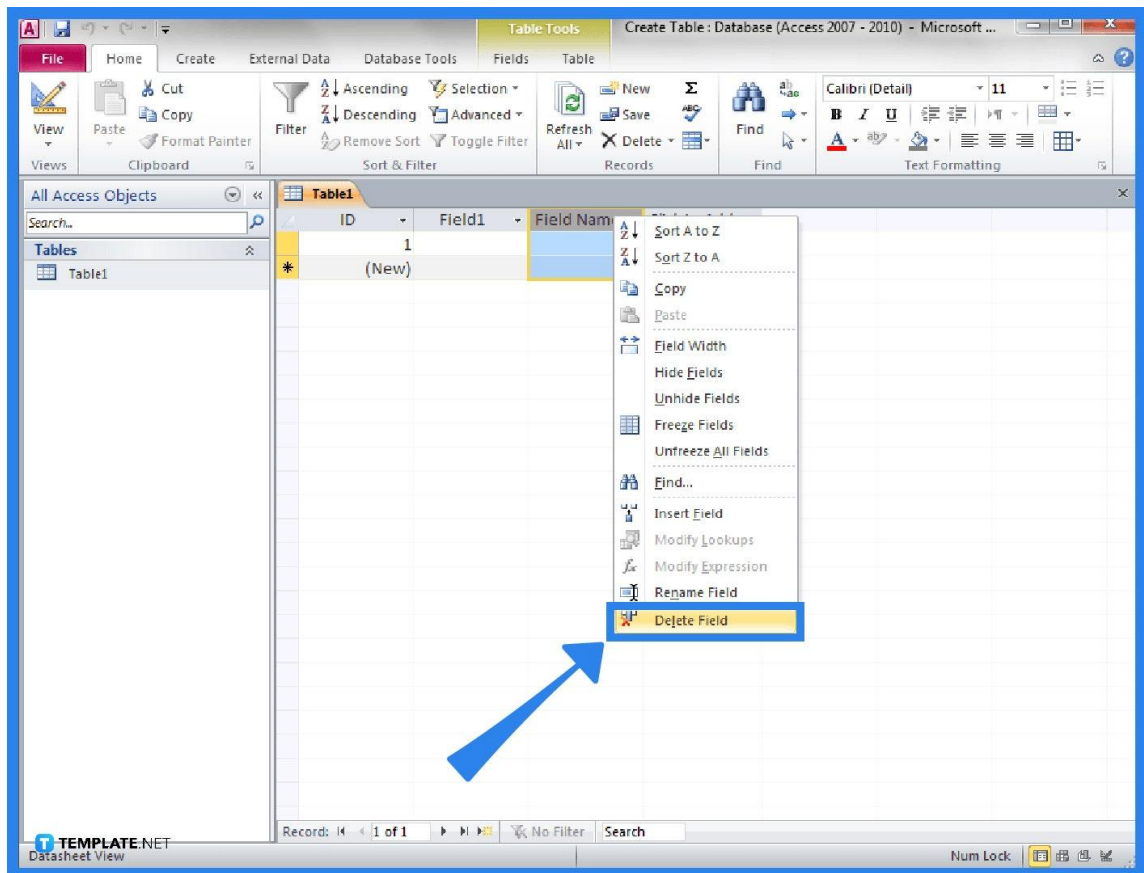 Table Tools
Create Table : Database (Access 2007 - 2010) - Microsoft ...
File Home Create External Data Database Tools Fields Table
View
Paste
Cut
Copy
Format Painter
Filter
Ascending
Descending
Remove Sort
Selection
Advanced
Toggle Filter
Refresh
All
New
Save
Delete
Find
Calibri (Detail) 11
B I U
A
Views Clipboard Sort & Filter Records Find Text Formatting
All Access Objects
Table1
Search...
ID Field1 Field Nam
Tables
1
Table1
* (New)
Sort A to Z
Sort Z to A
Copy
Paste
Field Width
Hide Fields
Unhide Fields
Freeze Fields
Unfreeze All Fields
Find...
Insert Field
Modify Lookups
Modify Expression
Rename Field
Delete Field
Record: 1 of 1 No Filter Search
T TEMPLATE.NET
Datasheet View Num Lock